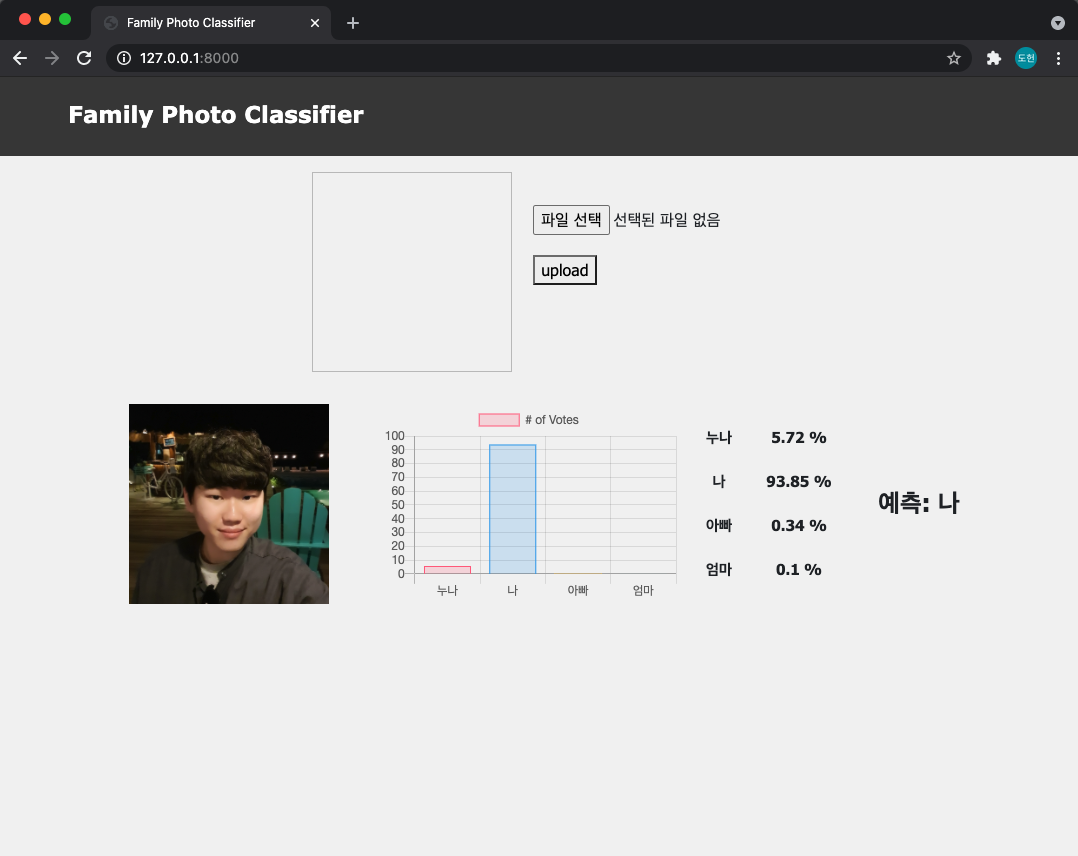 Family Photo Classifier
127.0.0.1:8000
도헌
Family Photo Classifier
파일 선택 선택된 파일 없음
upload
# of Votes
100
90
80
70
60
50
40
30
20
10
0
누나 나 아빠 엄마
누나 5.72 %
나 93.85 %
아빠 0.34 %
엄마 0.1 %
예측: 나